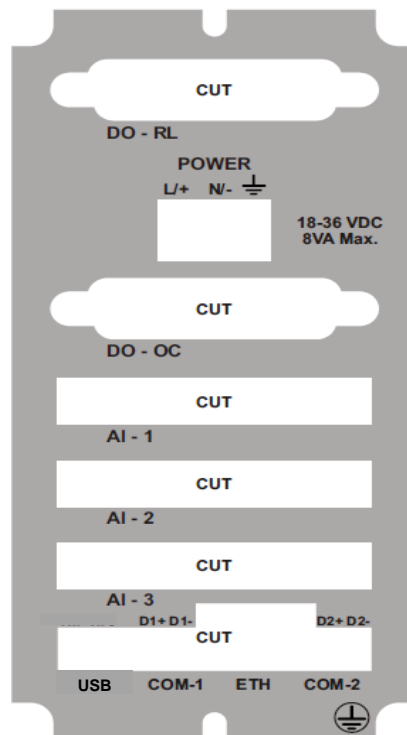 CUT
DO - RL
POWER
L/+ N/-
18-36 VDC
8VA Max.
CUT
DO - OC
CUT
AI - 1
CUT
AI - 2
CUT
AI - 3
D1+ D1- D2+ D2-
CUT
USB COM-1 ETH COM-2